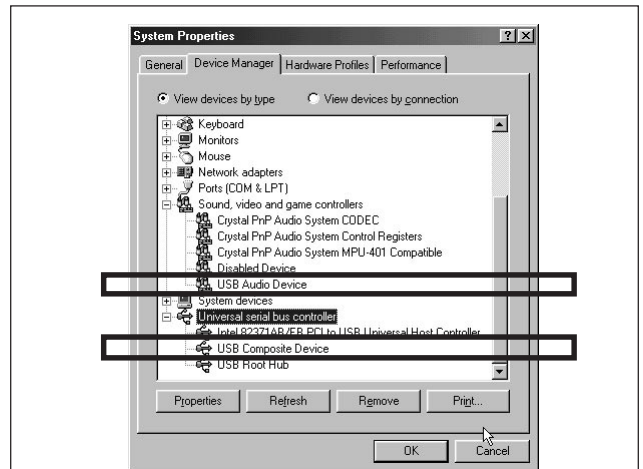 System Properties
General Device Manager Hardware Profiles Performance
View devices by type View devices by connection
Keyboard
Monitors
Mouse
Network adapters
Ports (COM & LPT)
Sound, video and game controllers
Crystal PnP Audio System CODEC
Crystal PnP Audio System Control Registers
Crystal PnP Audio System MPU-401 Compatible
Disabled Device
USB Audio Device
System devices
Universal serial bus controller
Intel 82371AB/EB PCI to USB Universal Host Controller
USB Composite Device
USB Root Hub
Properties Refresh Remove Print...
OK Cancel